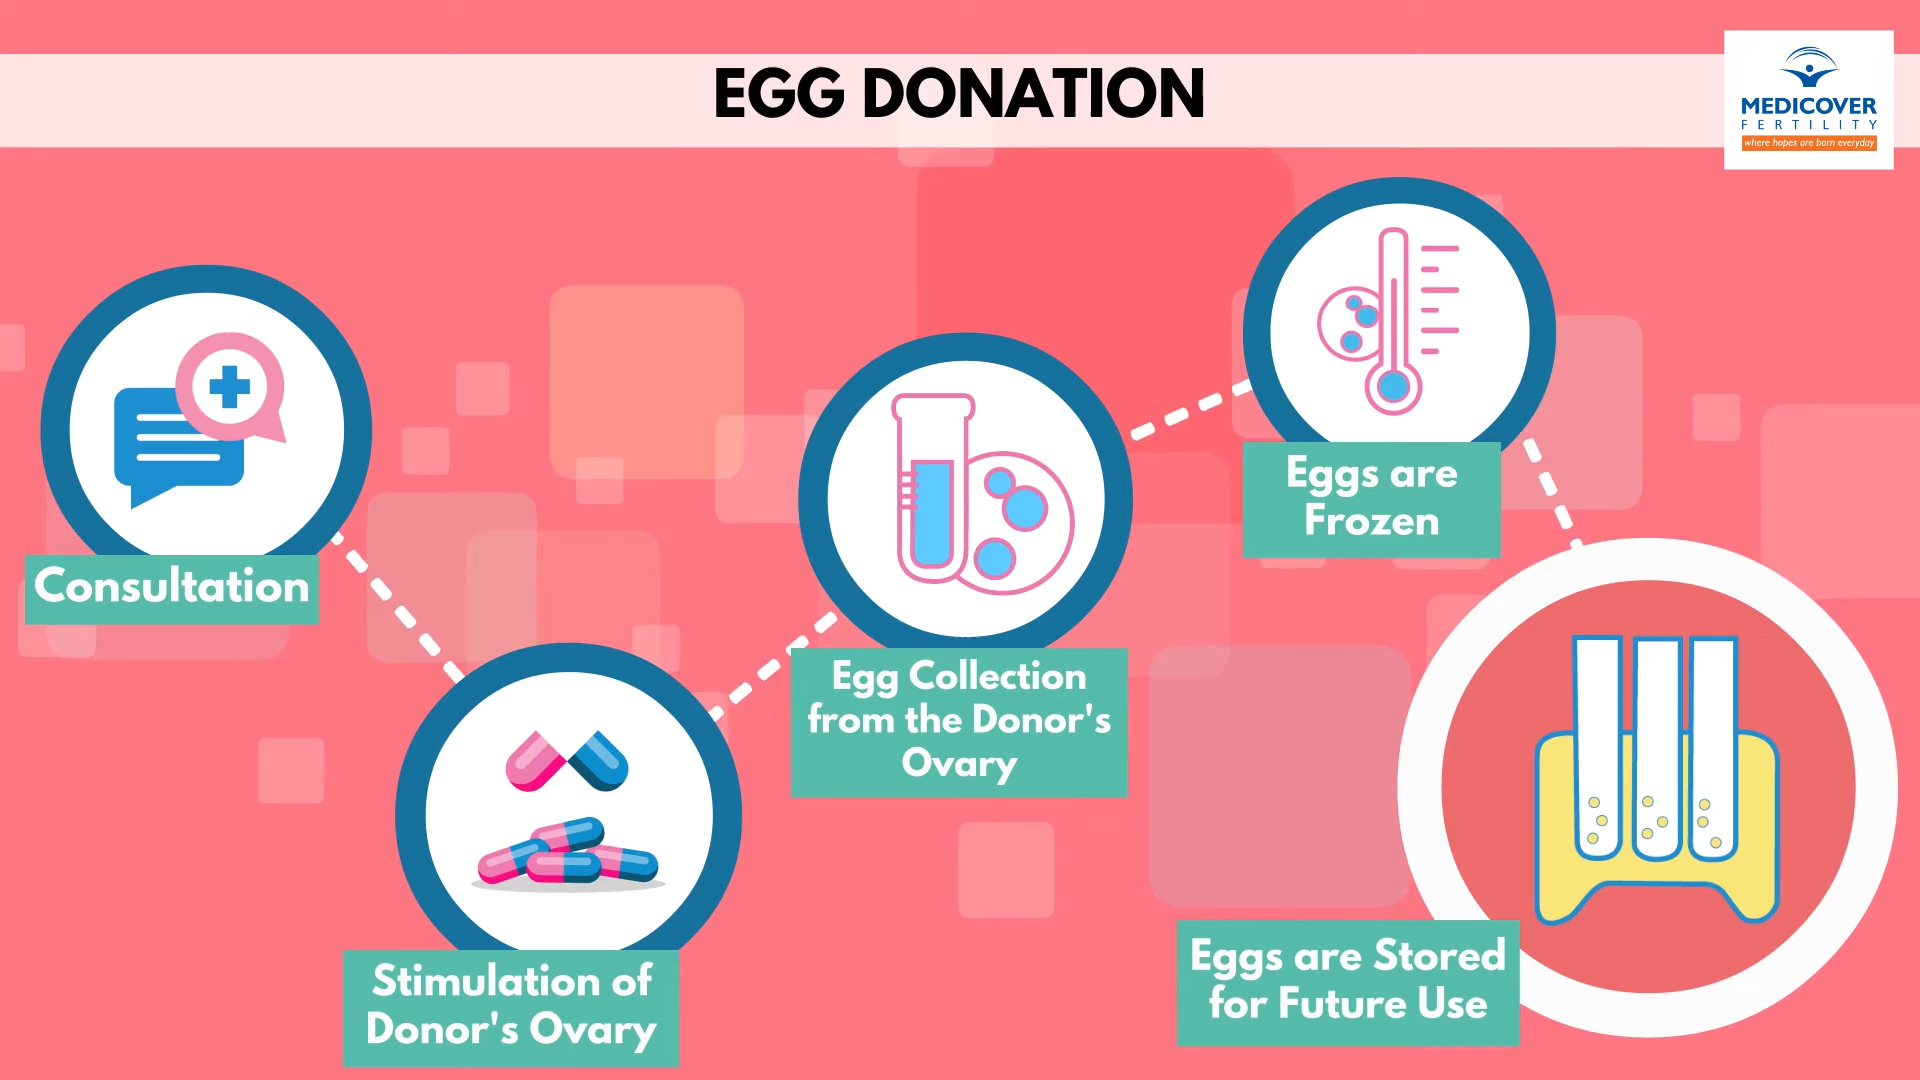 EGG DONATION
MEDICOVER
FERTILITY
where hopes are born everyday
Consultation
Stimulation of
Donor's Ovary
Egg Collection
from the Donor's
Ovary
Eggs are
Frozen
Eggs are Stored
for Future Use